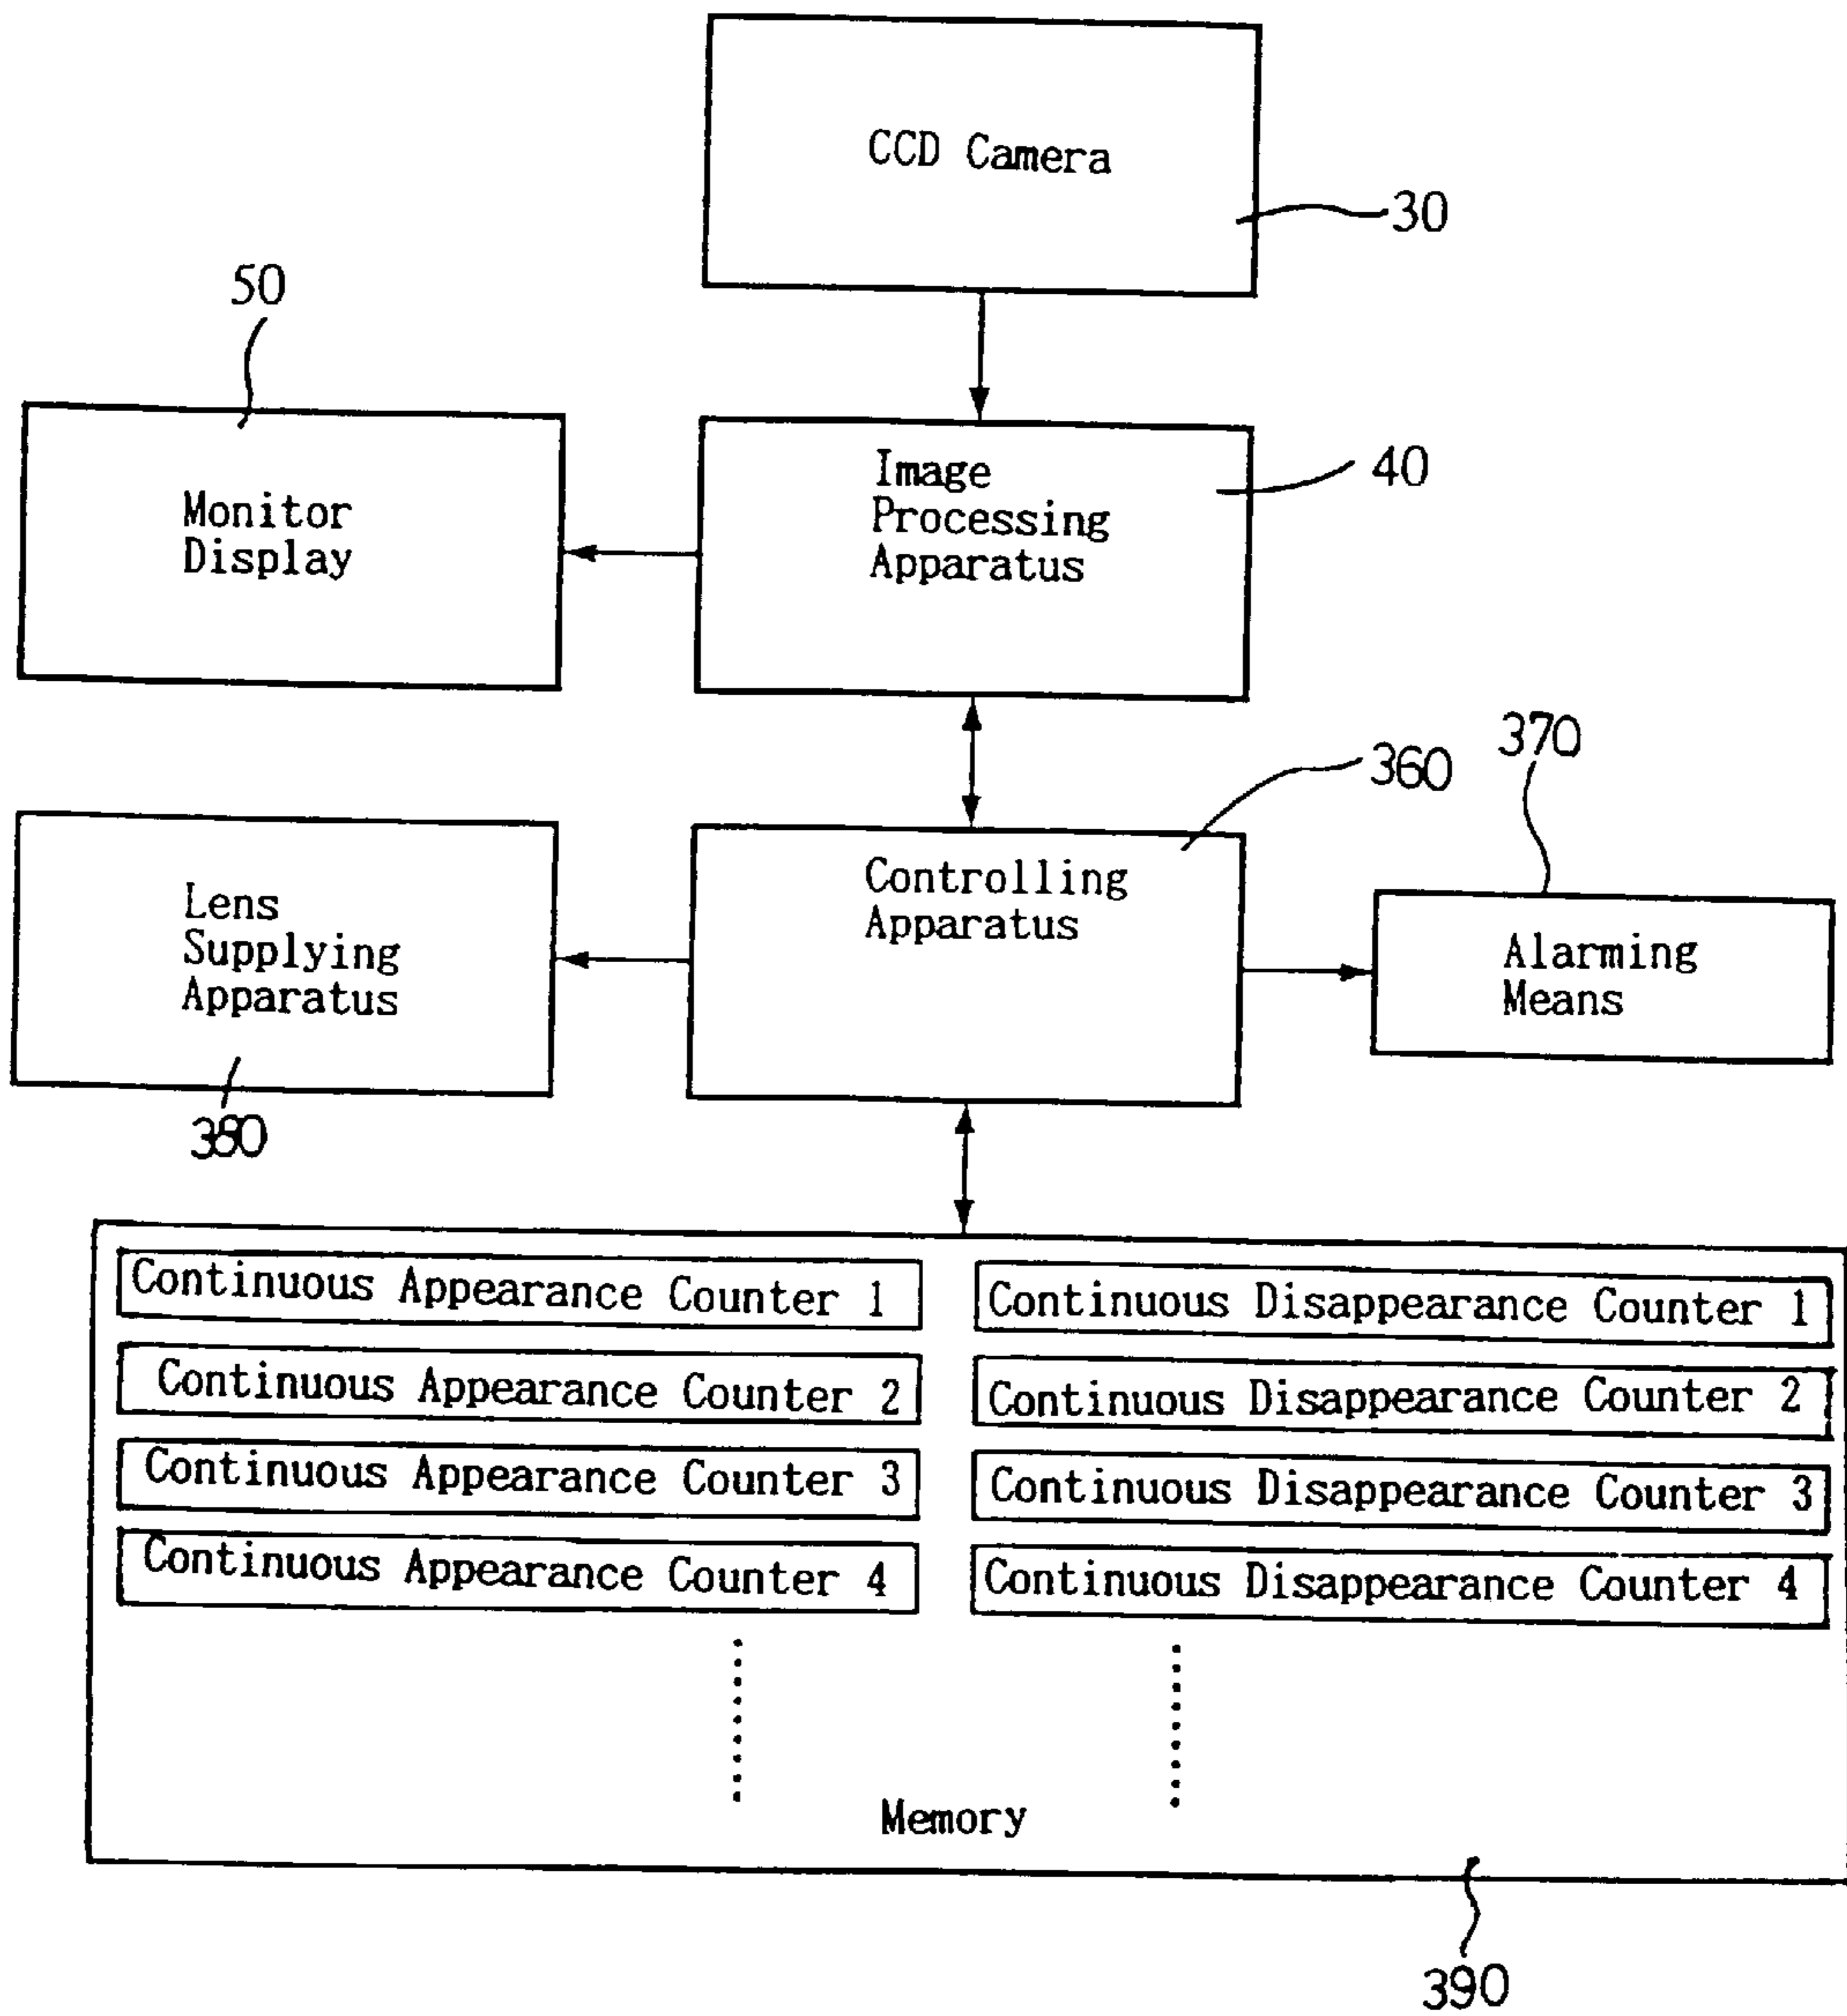 CCD Camera
30
50
Monitor
Display
Image
Processing
Apparatus
40
360
370
Lens
Supplying
Apparatus
380
Controlling
Apparatus
Alarming
Means
Continuous Appearance Counter 1
Continuous Disappearance Counter 1
Continuous Appearance Counter 2
Continuous Disappearance Counter 2
Continuous Appearance Counter 3
Continuous Disappearance Counter 3
Continuous Appearance Counter 4
Continuous Disappearance Counter 4
Memory
390